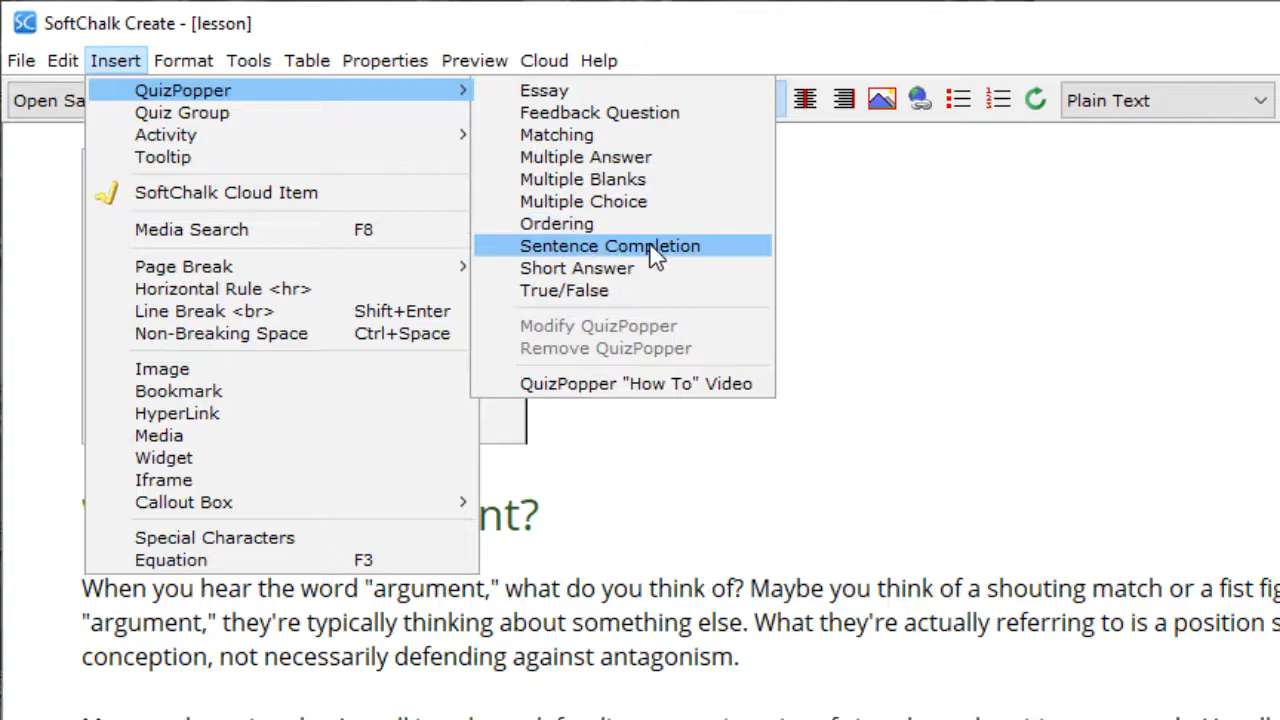 SoftChalk Create - [lesson]
File Edit Insert Format Tools Table Properties Preview Cloud Help
Open Sa
Plain Text
QuizPopper
Quiz Group
Activity
Tooltip
SoftChalk Cloud Item
Media Search F8
Page Break
Horizontal Rule <hr>
Line Break <br> Shift+Enter
Non-Breaking Space Ctrl+Space
Image
Bookmark
HyperLink
Media
Widget
Iframe
Callout Box
Special Characters
Equation F3
Essay
Feedback Question
Matching
Multiple Answer
Multiple Blanks
Multiple Choice
Ordering
Sentence Completion
Short Answer
True/False
Modify QuizPopper
Remove QuizPopper
QuizPopper "How To" Video
nt?
When you hear the word "argument," what do you think of? Maybe you think of a shouting match or a fist fig
"argument," they're typically thinking about something else. What they're actually referring to is a position s
conception, not necessarily defending against antagonism.